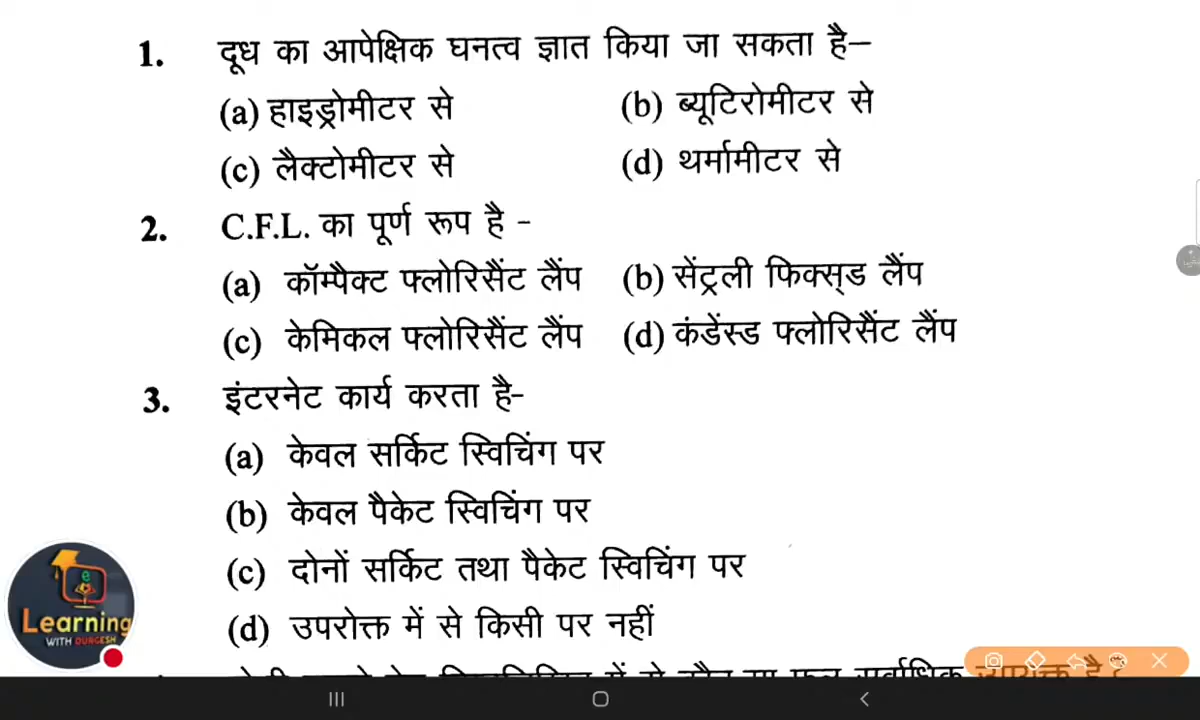 1. दूध का आपेक्षिक घनत्व ज्ञात किया जा सकता है–
(a) हाइड्रोमीटर से (b) ब्यूटिरोमीटर से
(c) लैक्टोमीटर से (d) थर्मामीटर से
2. C.F.L. का पूर्ण रूप है -
(a) कॉम्पैक्ट फ्लोरिसैंट लैंप (b) सेंट्रली फिक्स्ड लैंप
(c) केमिकल फ्लोरिसैंट लैंप (d) कंडेंस्ड फ्लोरिसैंट लैंप
3. इंटरनेट कार्य करता है-
(a) केवल सर्किट स्विचिंग पर
(b) केवल पैकेट स्विचिंग पर
(c) दोनों सर्किट तथा पैकेट स्विचिंग पर
(d) उपरोक्त में से किसी पर नहीं
e
Learning
WITH DURGESH